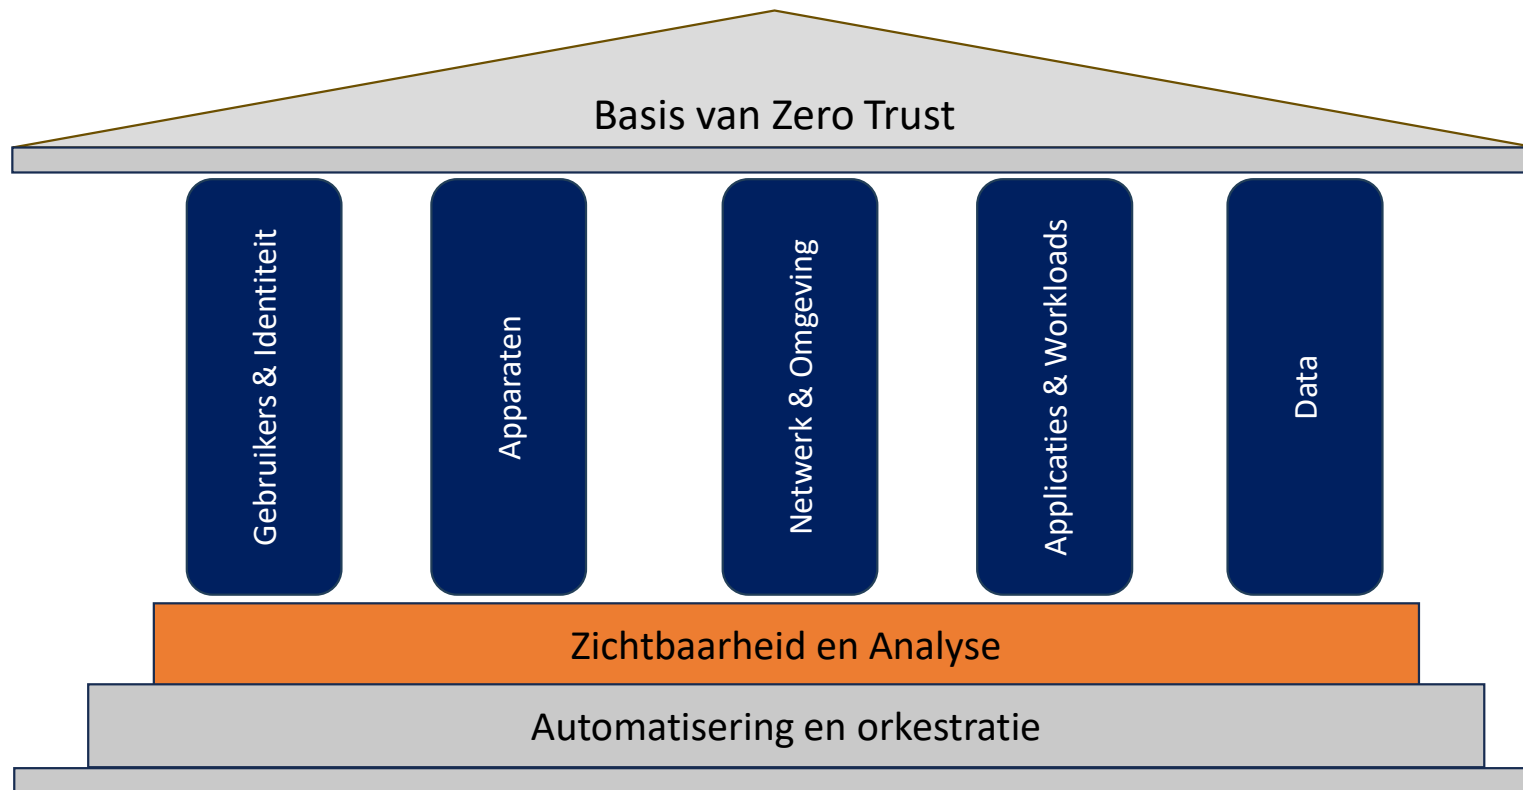 Basis van Zero Trust
Gebruikers & Identiteit
Apparaten
Netwerk & Omgeving
Applicaties & Workloads
Data
Zichtbaarheid en Analyse
Automatisering en orkestratie